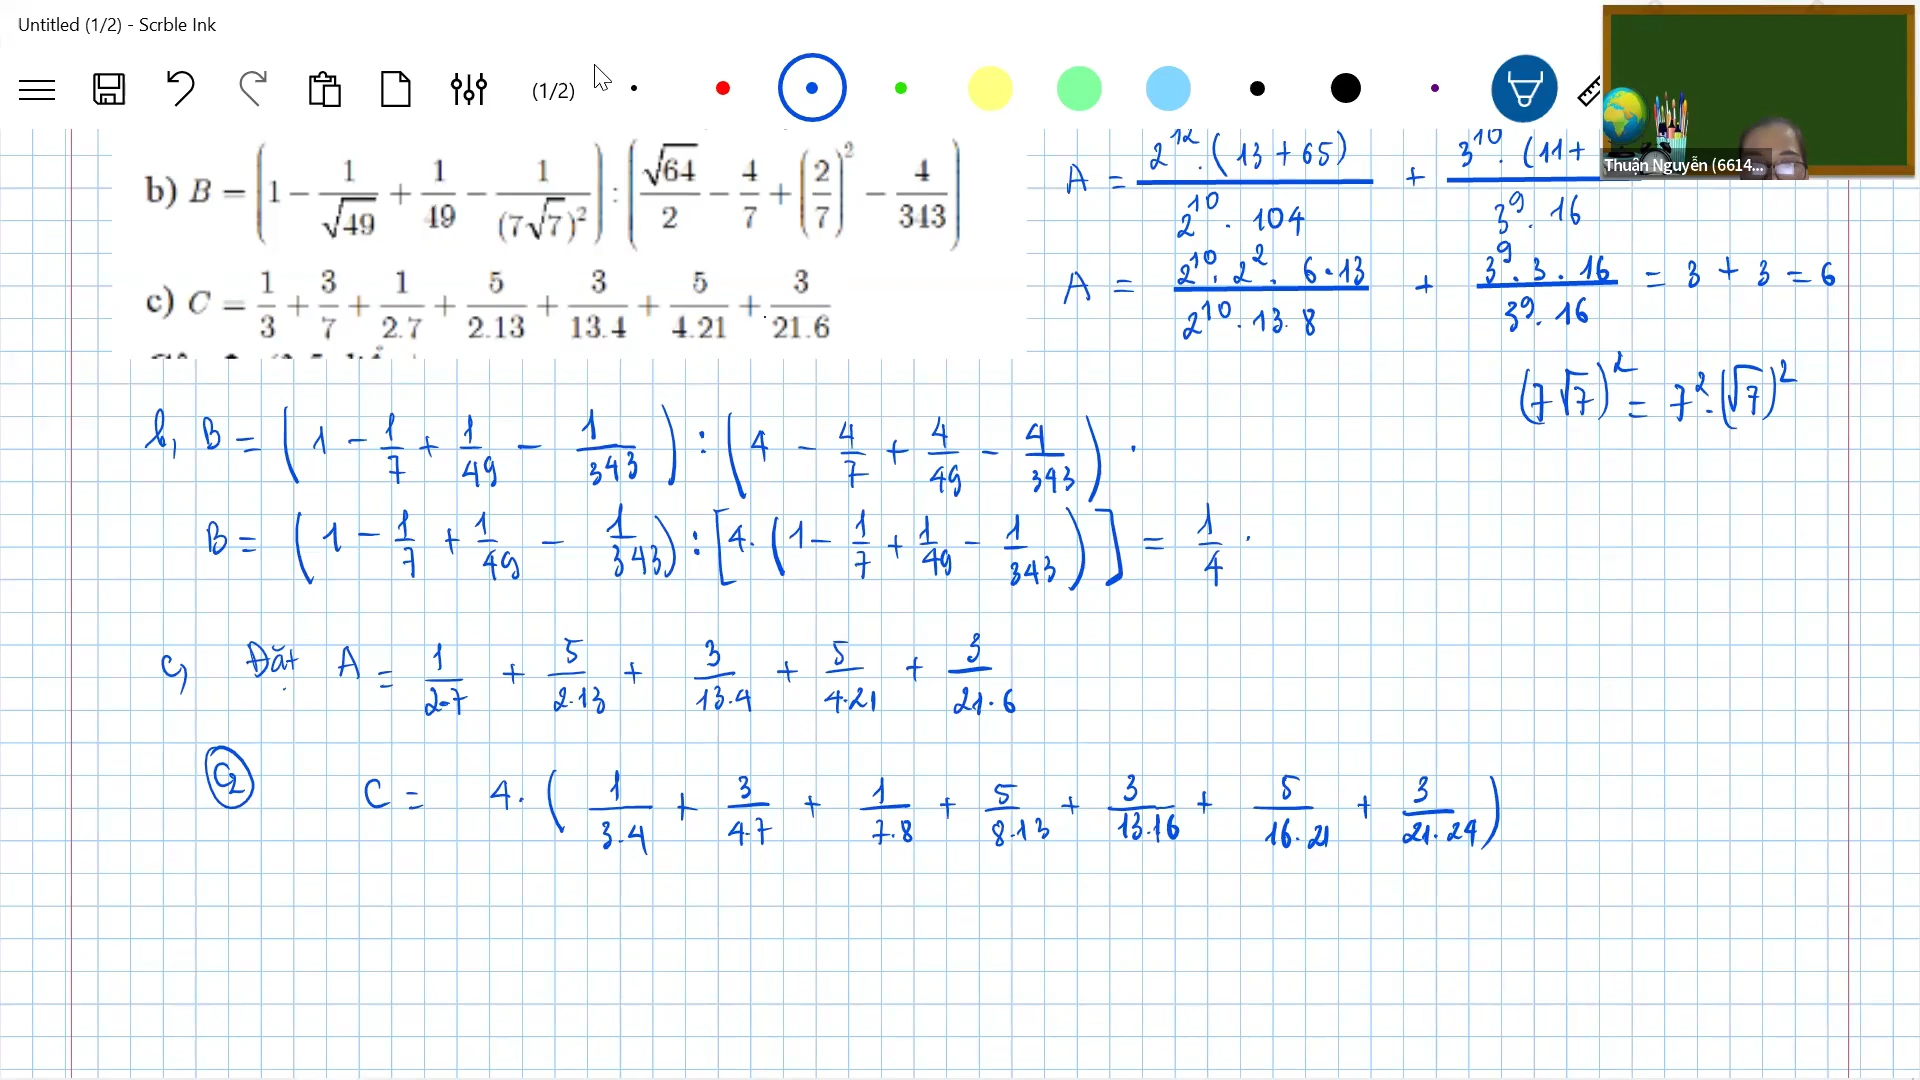 Untitled (1/2) - Scrble Ink
(1/2)
Thuận Nguyễn (6614...
b) B = (1 - 1/√49 + 1/49 - 1/(7√7)²) : (√64/2 - 4/7 + (2/7)² - 4/343)
c) C = 1/3 + 3/7 + 1/2.7 + 5/2.13 + 3/13.4 + 5/4.21 + 3/21.6
A = 2¹².(13 + 65)/2¹⁰.104 + 3¹⁰.(11+/3⁹.16
A = 2¹⁰.2².6.13/2¹⁰.13.8 + 3⁹.3.16/3⁹.16 = 3 + 3 = 6
(7√7)² = 7².(√7)²
b, B = (1 - 1/7 + 1/49 - 1/343) : (4 - 4/7 + 4/49 - 4/343).
B = (1 - 1/7 + 1/49 - 1/343) : [4.(1 - 1/7 + 1/49 - 1/343)] = 1/4.
c, Đặt A = 1/2.7 + 5/2.13 + 3/13.4 + 5/4.21 + 3/21.6
C2 C = 4.(1/3.4 + 3/4.7 + 1/7.8 + 5/8.13 + 3/13.16 + 5/16.21 + 3/21.24)